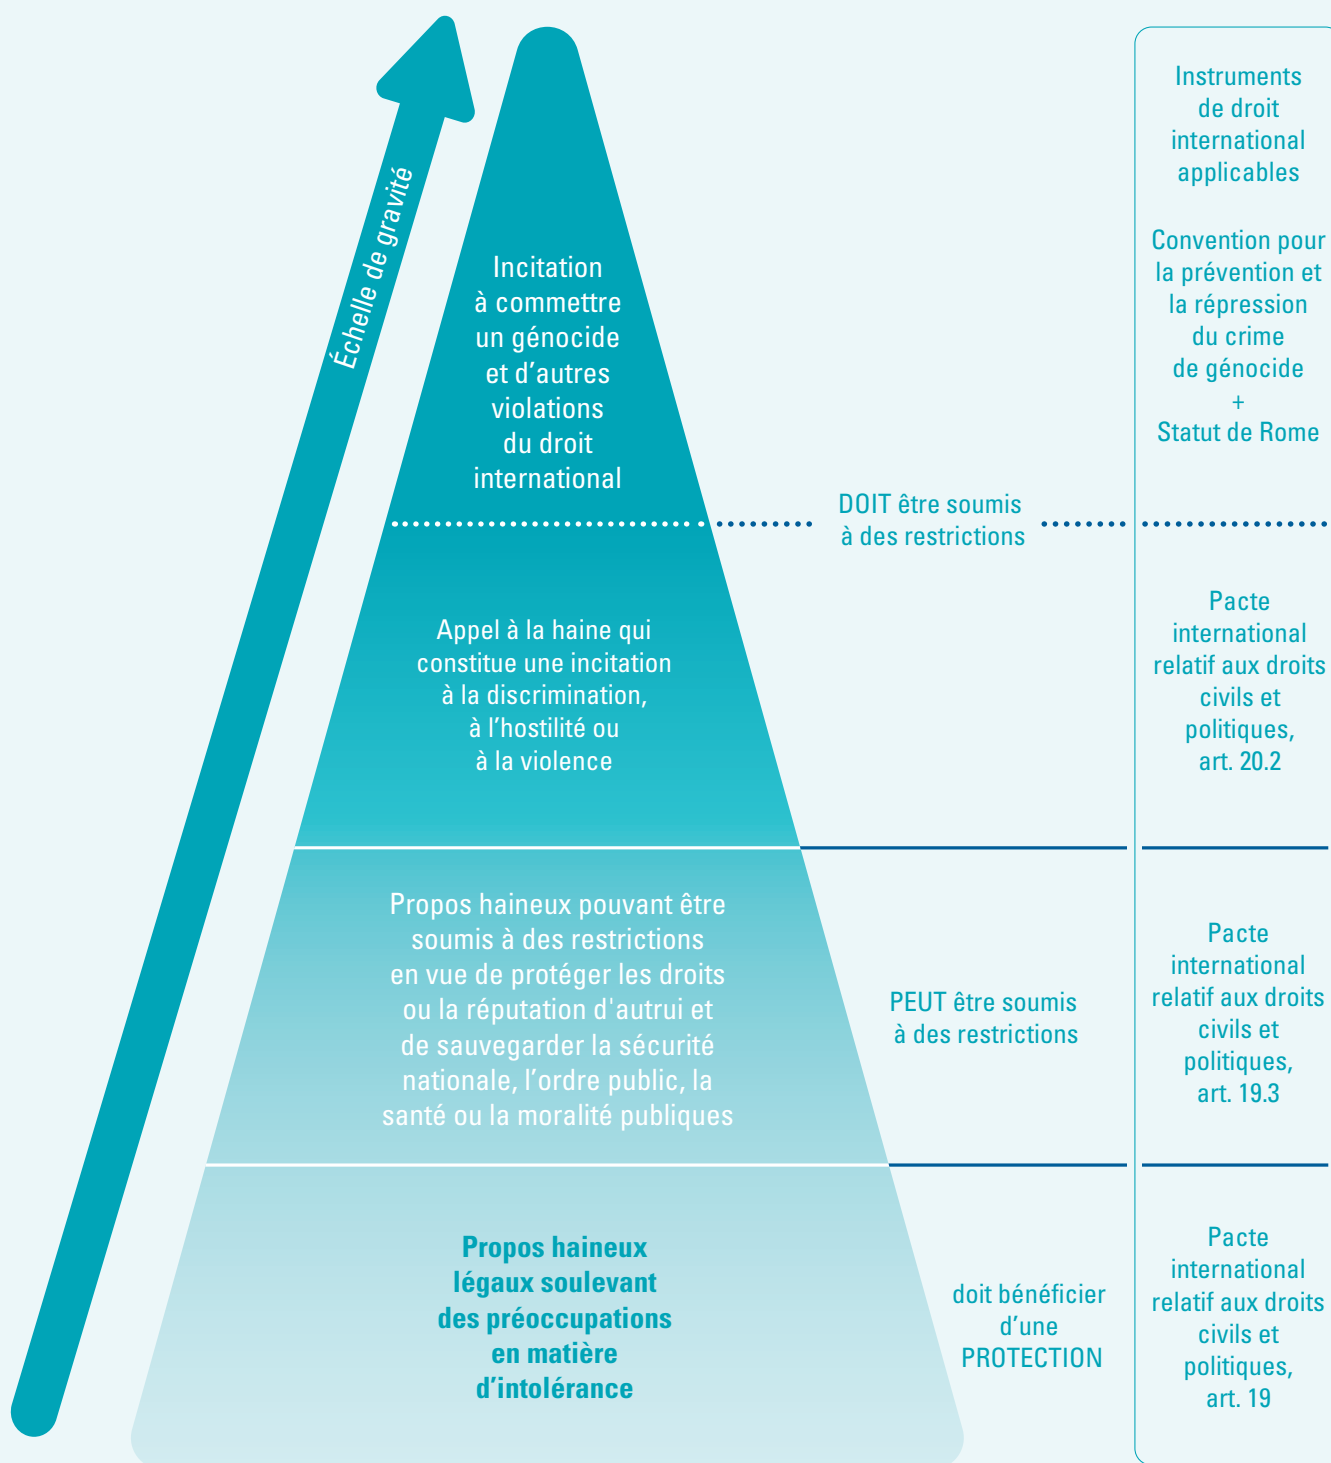 Échelle de gravité
Incitation
à commettre
un génocide
et d’autres
violations
du droit
international
DOIT être soumis
à des restrictions
Instruments
de droit
international
applicables
Convention pour
la prévention et
la répression
du crime
de génocide
+
Statut de Rome
Appel à la haine qui
constitue une incitation
à la discrimination,
à l’hostilité ou
à la violence
Pacte
international
relatif aux droits
civils et
politiques,
art. 20.2
Propos haineux pouvant être
soumis à des restrictions
en vue de protéger les droits
ou la réputation d'autrui et
de sauvegarder la sécurité
nationale, l’ordre public, la
santé ou la moralité publiques
PEUT être soumis
à des restrictions
Pacte
international
relatif aux droits
civils et
politiques,
art. 19.3
Propos haineux
légaux soulevant
des préoccupations
en matière
d’intolérance
doit bénéficier
d’une
PROTECTION
Pacte
international
relatif aux droits
civils et
politiques,
art. 19